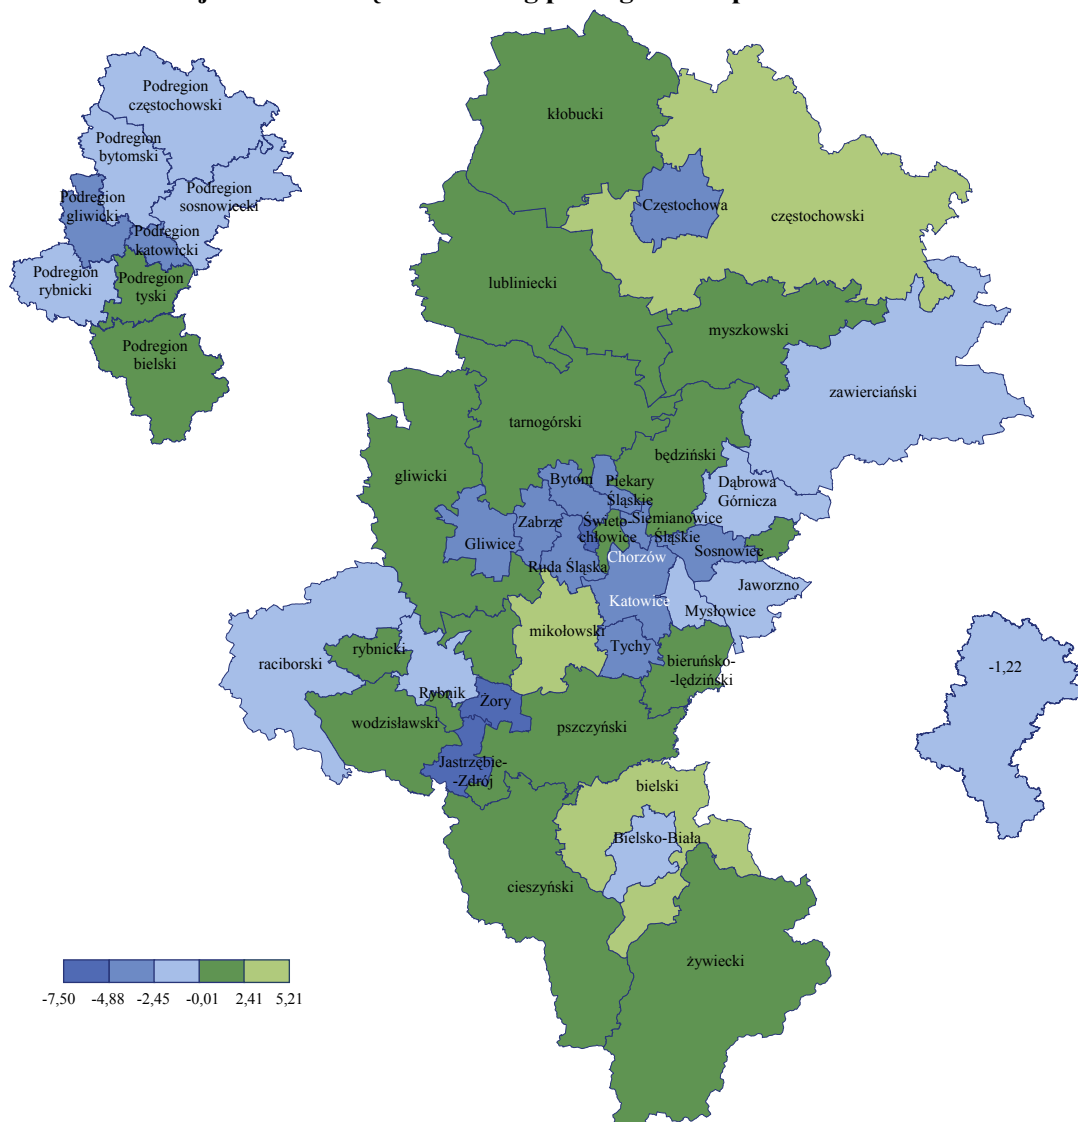 Podregion
częstochowski
Podregion
bytomski
Podregion
sosnowiecki
Podregion
gliwicki
Podregion
katowicki
Podregion
rybnicki
Podregion
tyski
Podregion
bielski
kłobucki
Częstochowa
częstochowski
lubliniecki
myszkowski
zawierciański
tarnogórski
będziński
gliwicki
Bytom
Piekary
Śląskie
Dąbrowa
Górnicza
Zabrze
Święto-
chłowice
Siemianowice
Śląskie
Gliwice
Sosnowiec
Chorzów
Ruda Śląska
Jaworzno
Katowice
Mysłowice
mikołowski
Tychy
rybnicki
raciborski
bieruńsko-
-lędziński
Rybnik
Żory
wodzisławski
pszczyński
Jastrzębie-
-Zdrój
bielski
Bielsko-Biała
cieszyński
żywiecki
-1,22
-7,50 -4,88 -2,45 -0,01 2,41 5,21